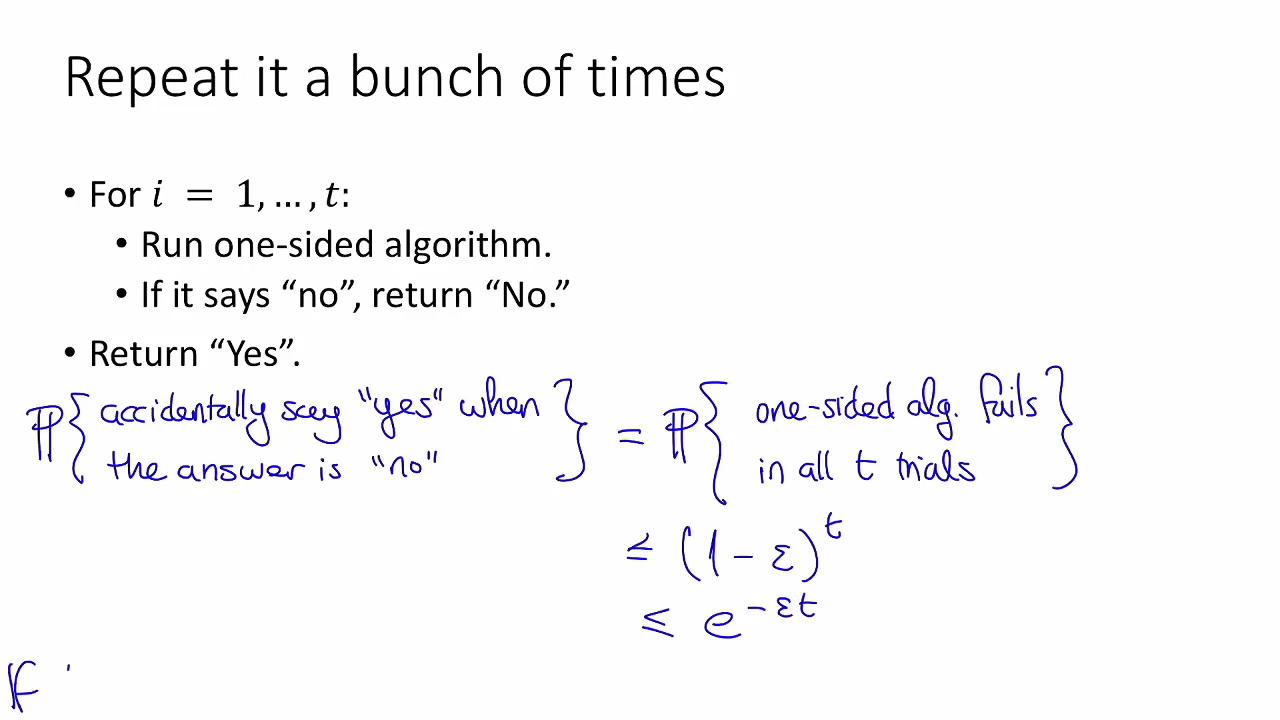 Repeat it a bunch of times
• For i = 1, … , t:
• Run one-sided algorithm.
• If it says “no”, return “No.”
• Return “Yes”.
ℙ{ accidentally say "yes" when the answer is "no" } = ℙ{ one-sided alg. fails in all t trials }
≤ (1 - ε)^t
≤ e^{-εt}